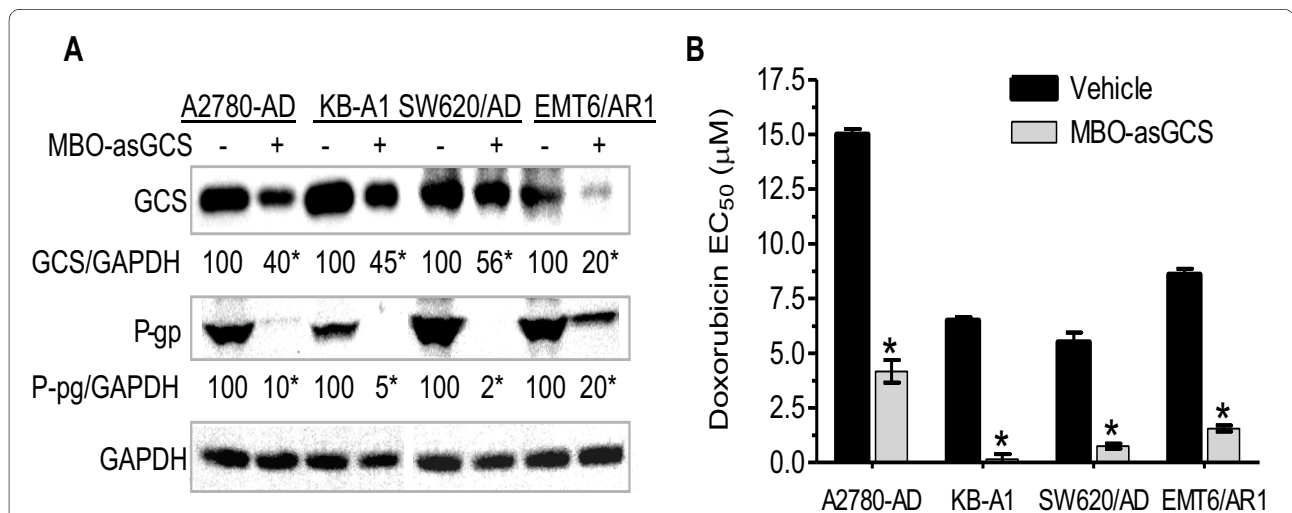 A
A2780-AD KB-A1 SW620/AD EMT6/AR1
MBO-asGCS - + - + - + - +
GCS
GCS/GAPDH 100 40* 100 45* 100 56* 100 20*
P-gp
P-pg/GAPDH 100 10* 100 5* 100 2* 100 20*
GAPDH
B
Vehicle
MBO-asGCS
Doxorubicin EC50 (μM)
17.5
15.0
12.5
10.0
7.5
5.0
2.5
0.0
* * * *
A2780-AD KB-A1 SW620/AD EMT6/AR1